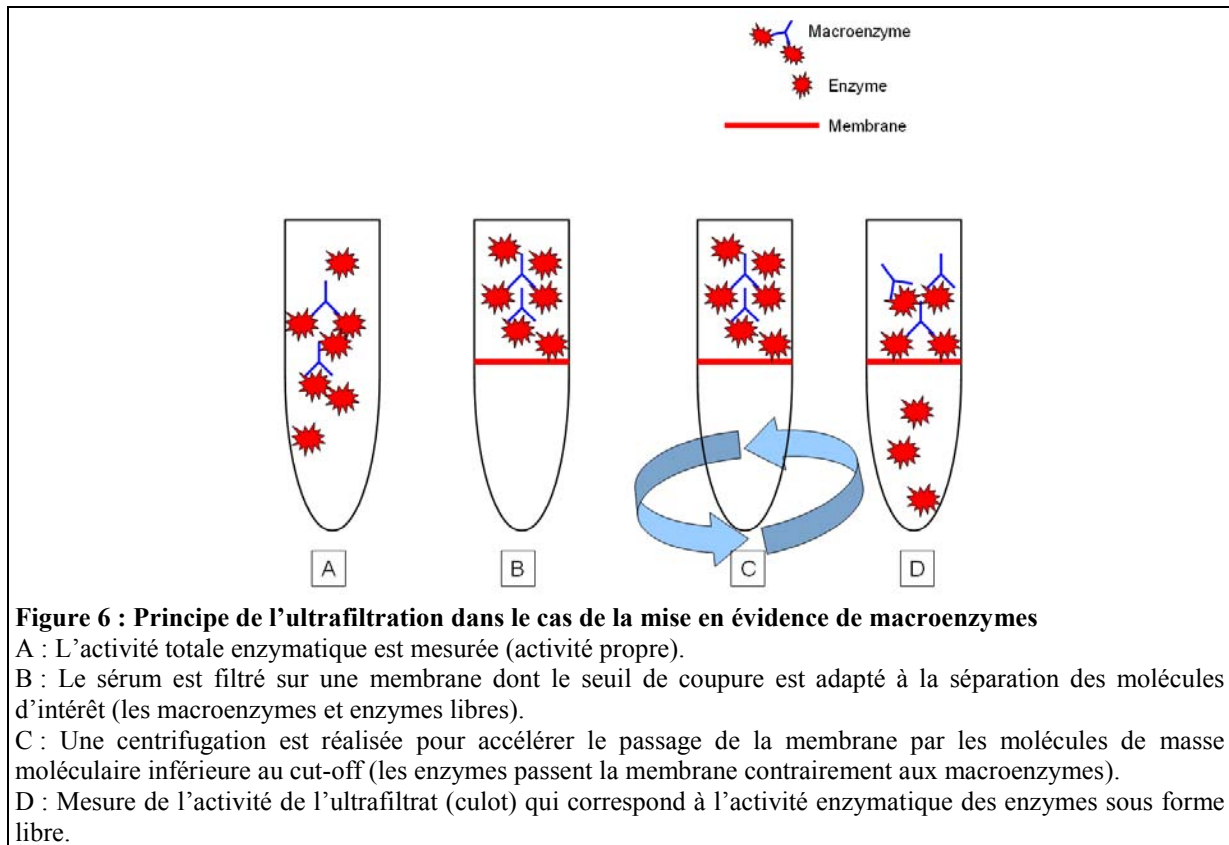 Macroenzyme
Enzyme
Membrane
A
B
C
D
Figure 6 : Principe de l’ultrafiltration dans le cas de la mise en évidence de macroenzymes
A : L’activité totale enzymatique est mesurée (activité propre).
B : Le sérum est filtré sur une membrane dont le seuil de coupure est adapté à la séparation des molécules
d’intérêt (les macroenzymes et enzymes libres).
C : Une centrifugation est réalisée pour accélérer le passage de la membrane par les molécules de masse
moléculaire inférieure au cut-off (les enzymes passent la membrane contrairement aux macroenzymes).
D : Mesure de l’activité de l’ultrafiltrat (culot) qui correspond à l’activité enzymatique des enzymes sous forme
libre.